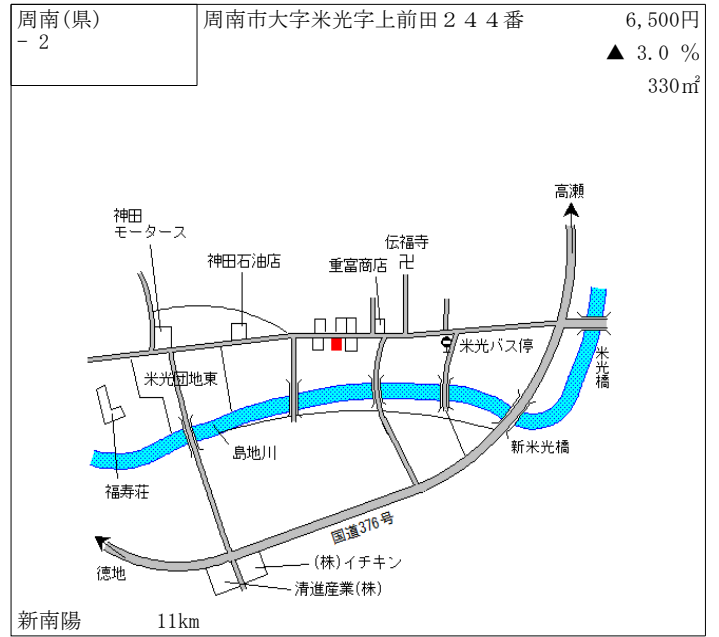 周南(県)
- 2
周南市大字米光字上前田２４４番
6,500円
▲ 3.0 %
330㎡
高瀬
神田
モータース
神田石油店
伝福寺
卍
重富商店
米光バス停
米光橋
米光団地東
島地川
新米光橋
福寿荘
国道376号
徳地
(株)イチキン
清進産業(株)
新南陽
11km